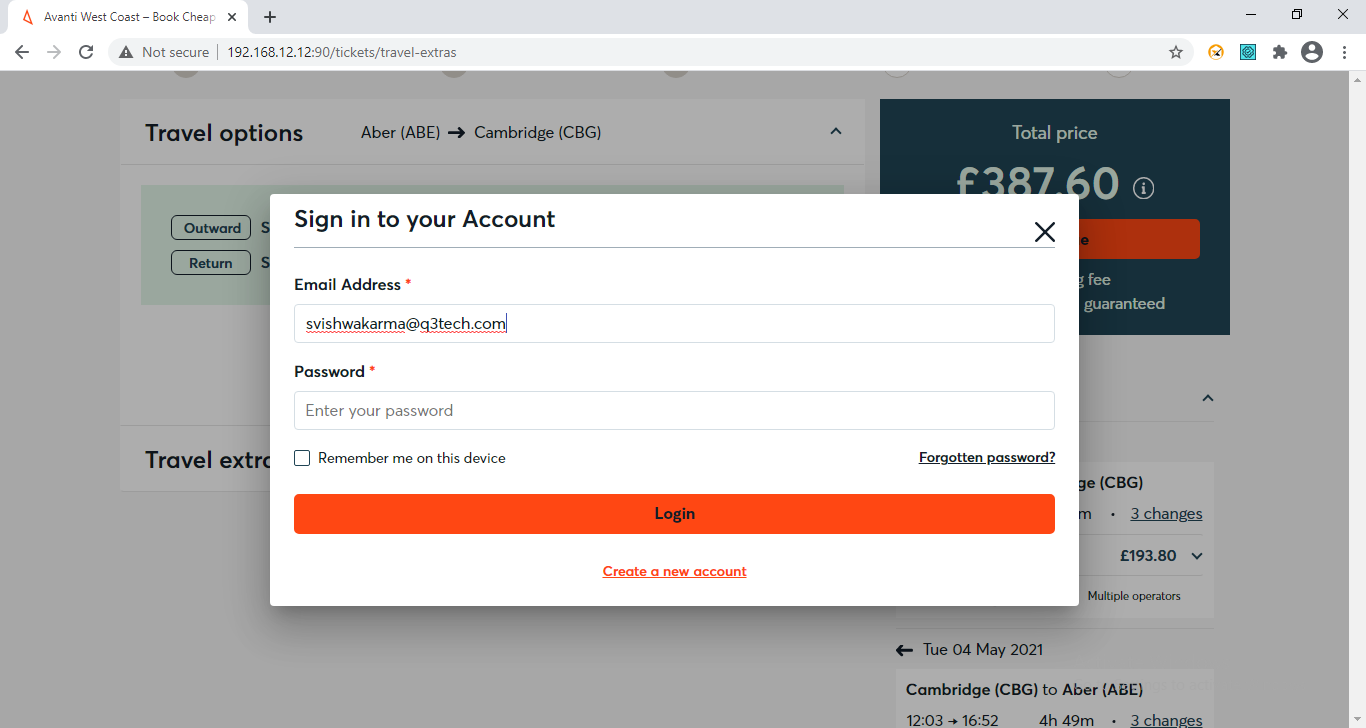 Avanti West Coast – Book Cheap
Not secure
192.168.12.12:90/tickets/travel-extras
Travel options
Aber (ABE) → Cambridge (CBG)
Total price
£387.60
Outward
Return
guaranteed
Sign in to your Account
Email Address *
svishwakarma@q3tech.com
Password *
Enter your password
Remember me on this device
Forgotten password?
Login
Create a new account
Travel
(CBG)
3 changes
£193.80
Multiple operators
← Tue 04 May 2021
Cambridge (CBG) to Aber (ABE)
12:03 → 16:52 4h 49m • 3 changes